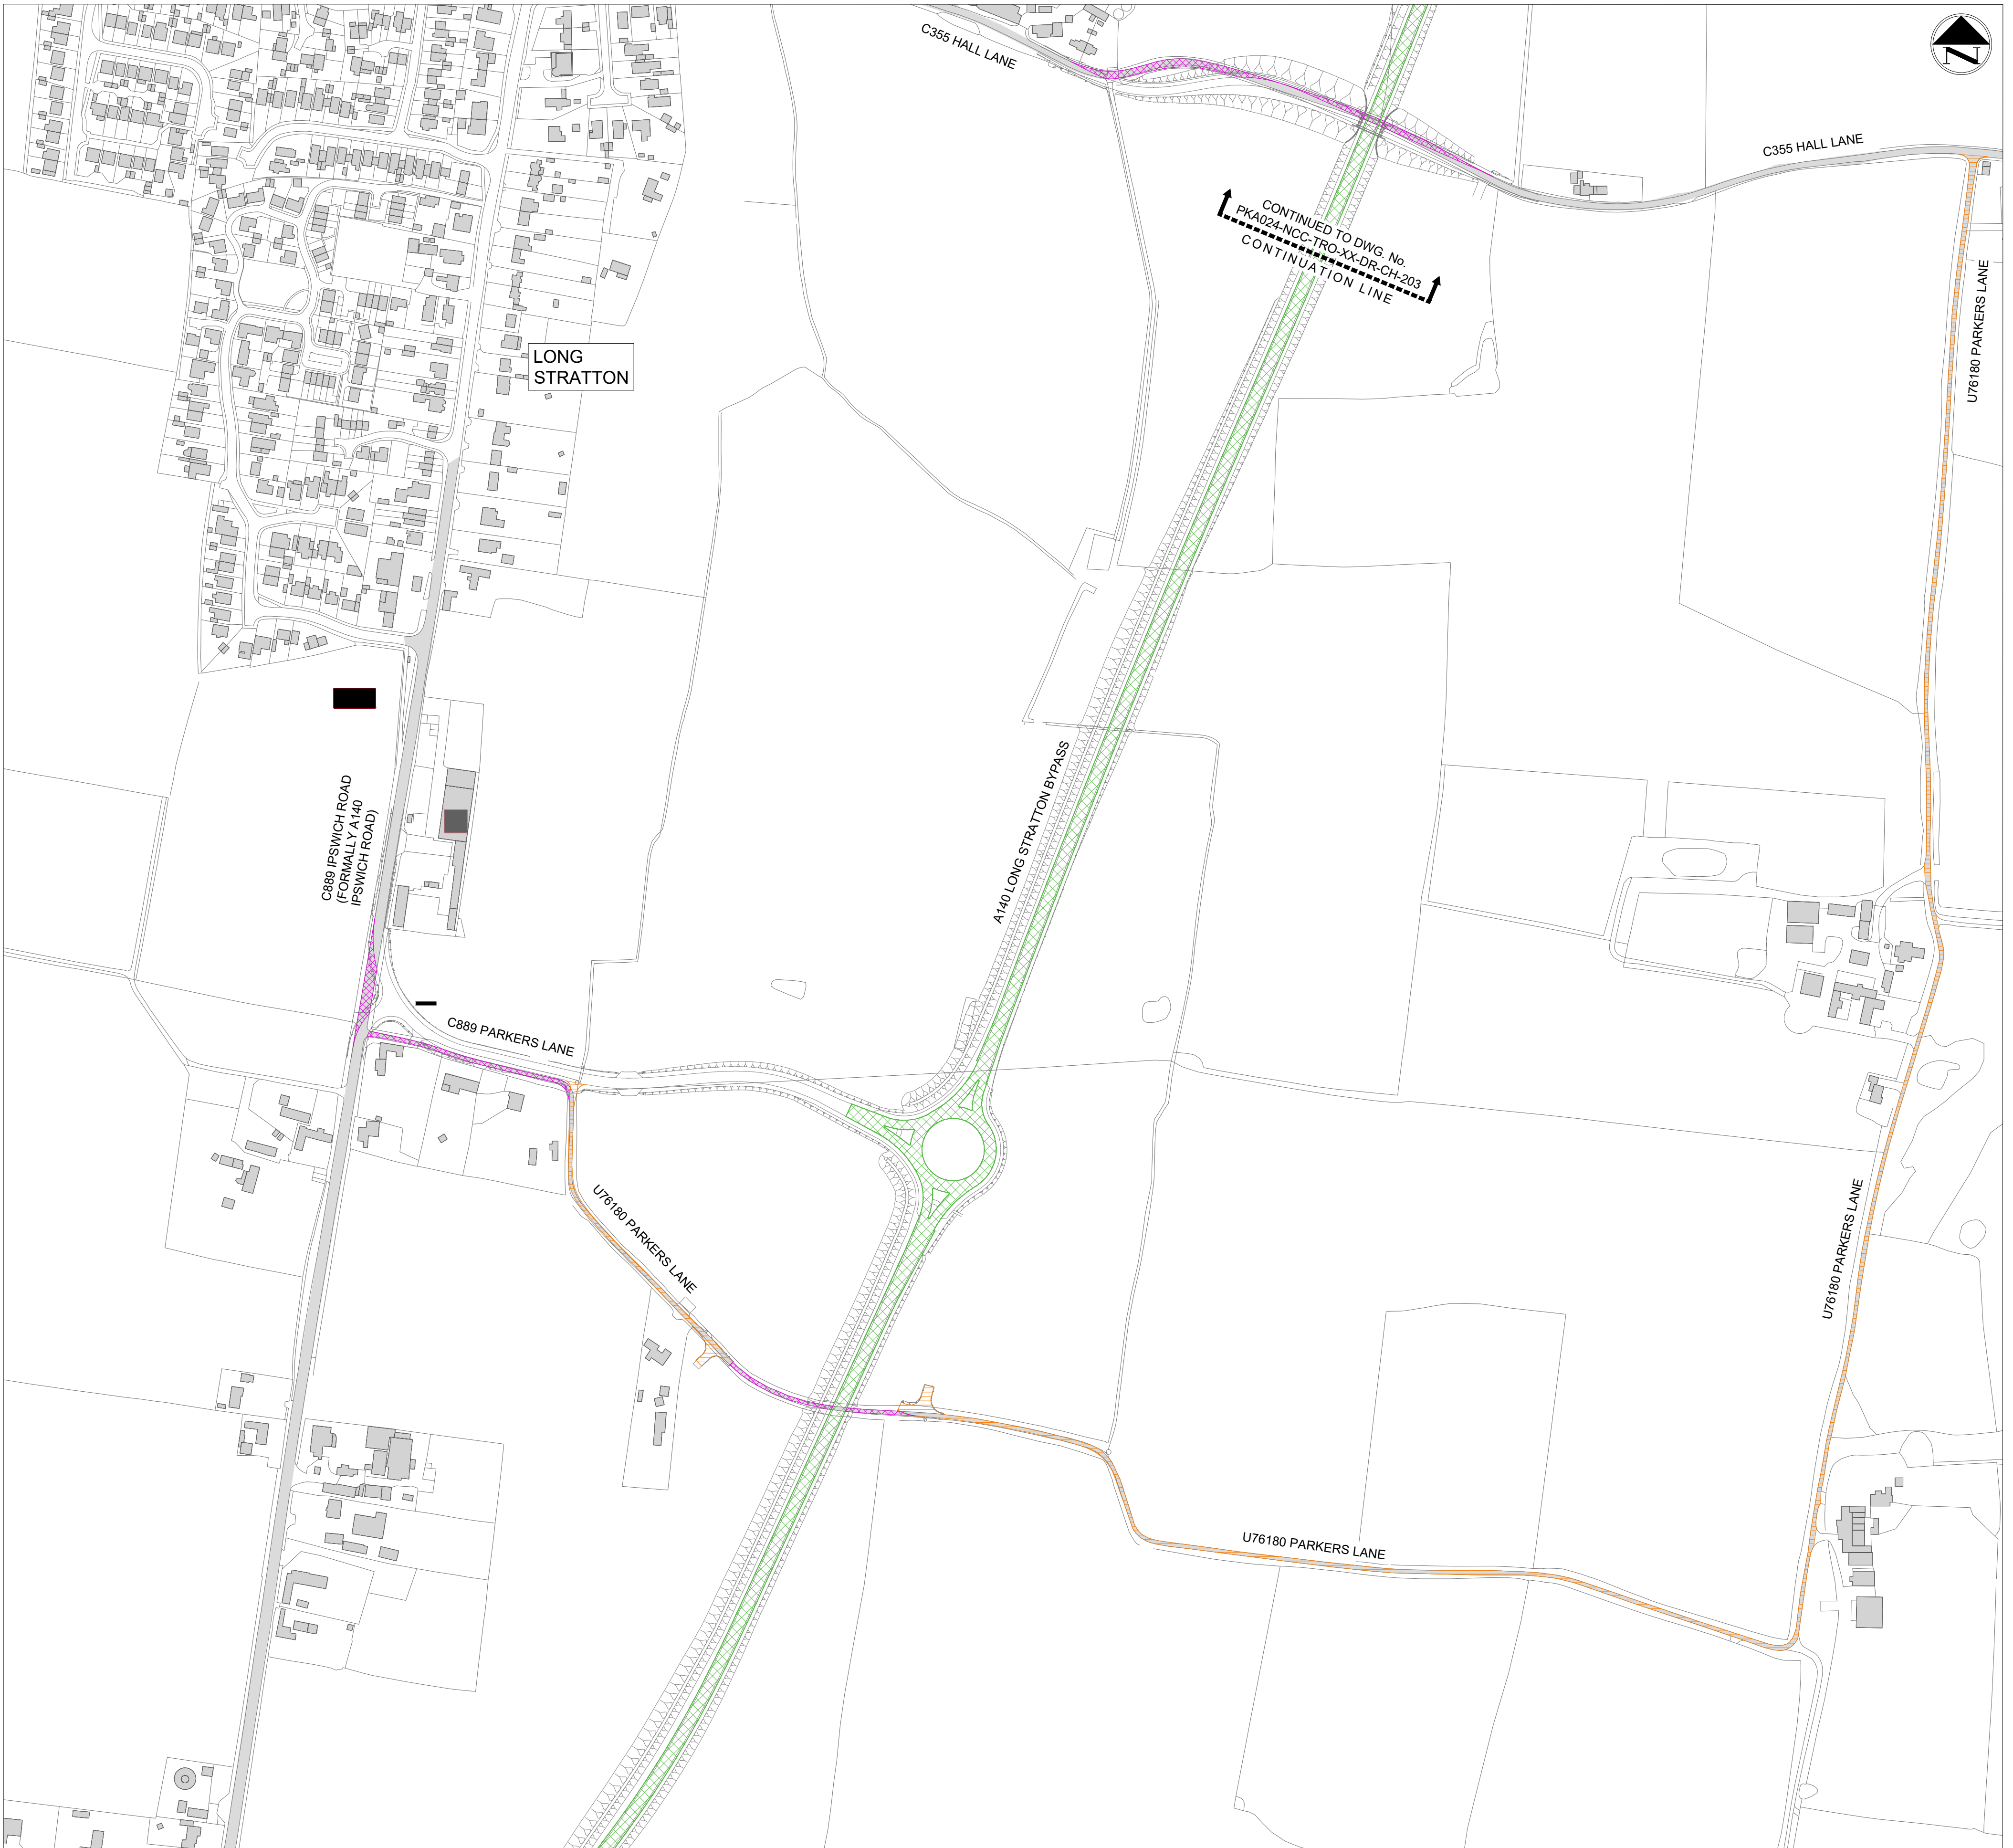 C355 HALL LANE
N
C355 HALL LANE
CONTINUED TO DWG. No.
PKA024-NCC-TRO-XX-DR-CH-203
CONTINUATION LINE
U76180 PARKERS LANE
LONG
STRATTON
A140 LONG STRATTON BYPASS
C889 IPSWICH ROAD
(FORMALLY A140
IPSWICH ROAD)
C889 PARKERS LANE
U76180 PARKERS LANE
U76180 PARKERS LANE
U76180 PARKERS LANE